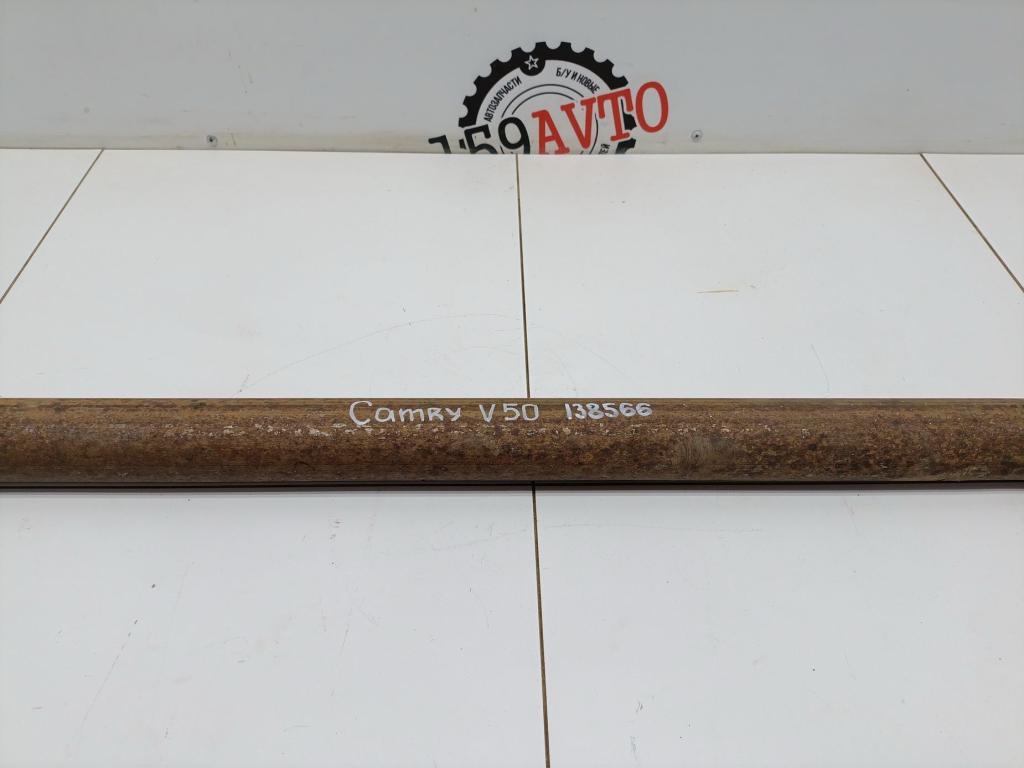 АВТОЗАПЧАСТИ
Б/У И НОВЫЕ
159AVTO
Camry V50 138566